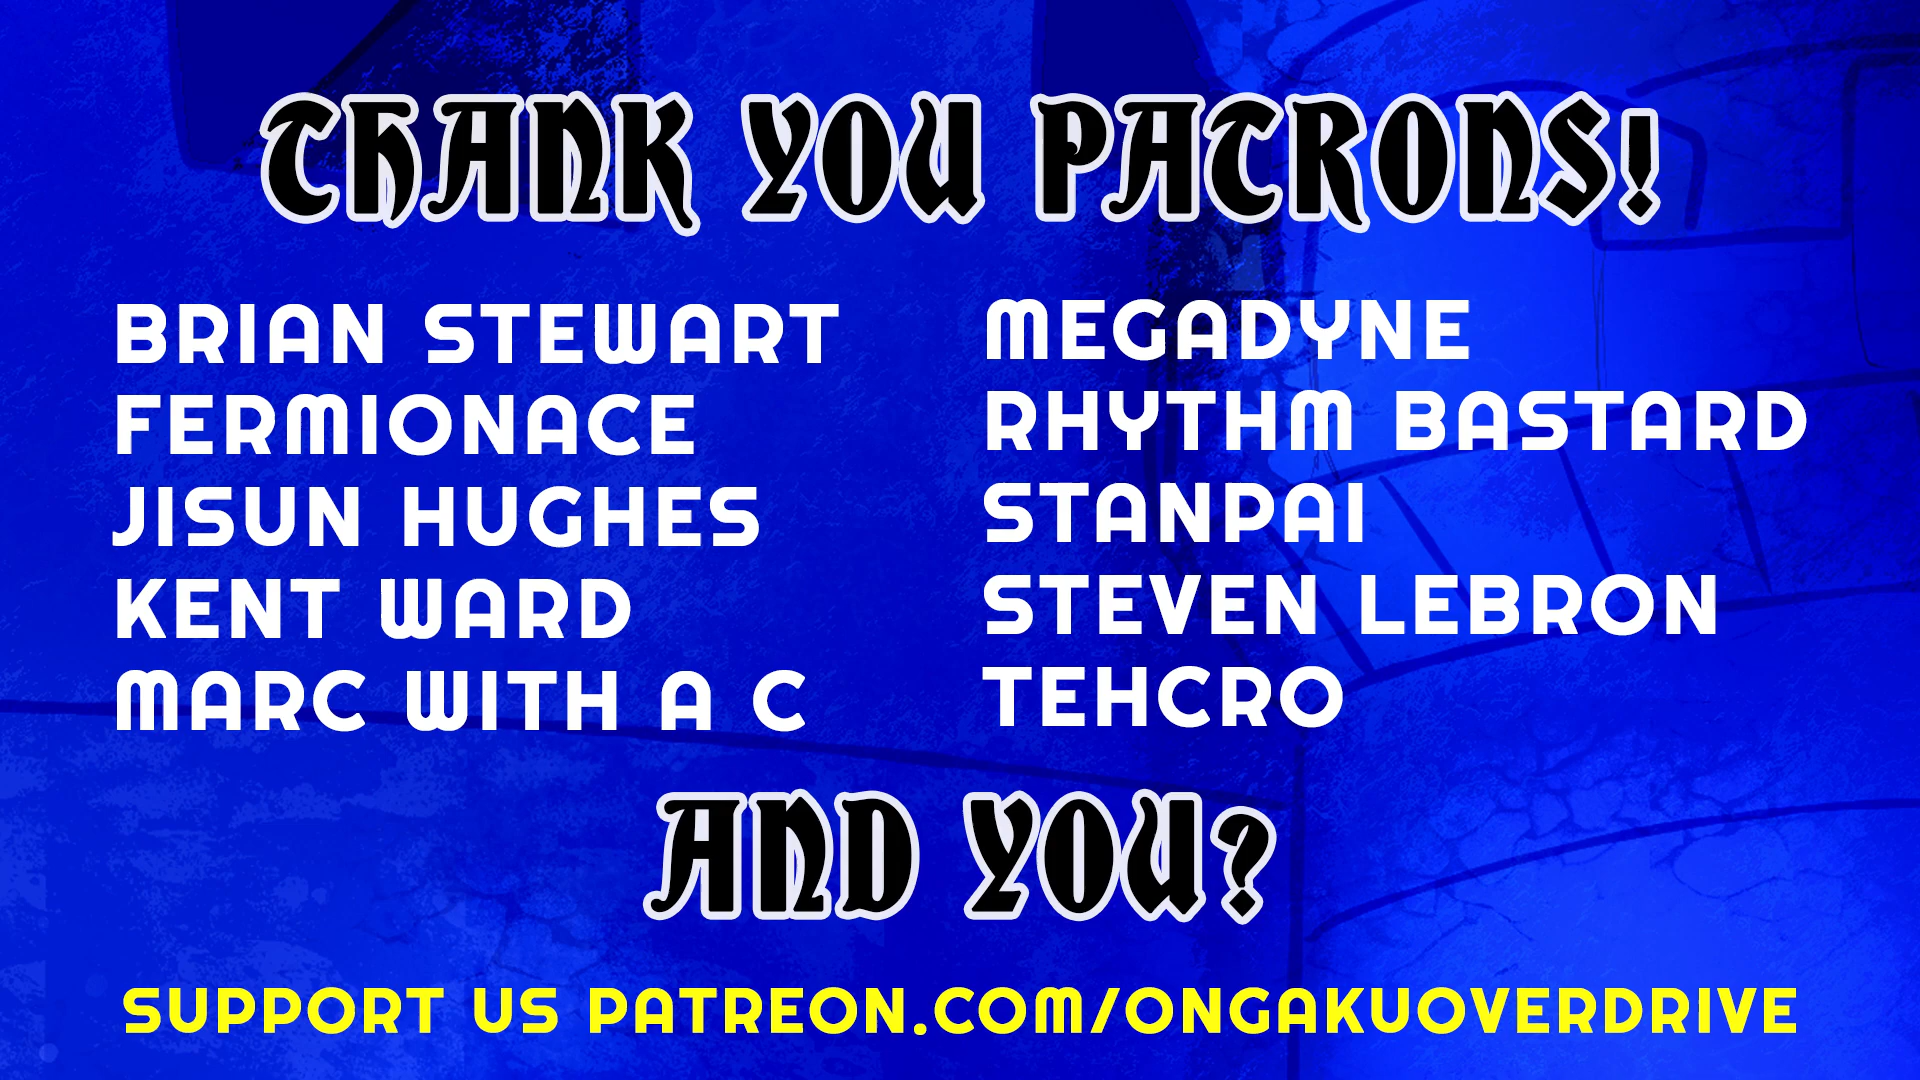 THANK YOU PATRONS!
BRIAN STEWART
FERMIONACE
JISUN HUGHES
KENT WARD
MARC WITH A C
MEGADYNE
RHYTHM BASTARD
STANPAI
STEVEN LEBRON
TEHCRO
AND YOU?
SUPPORT US PATREON.COM/ONGAKUOVERDRIVE